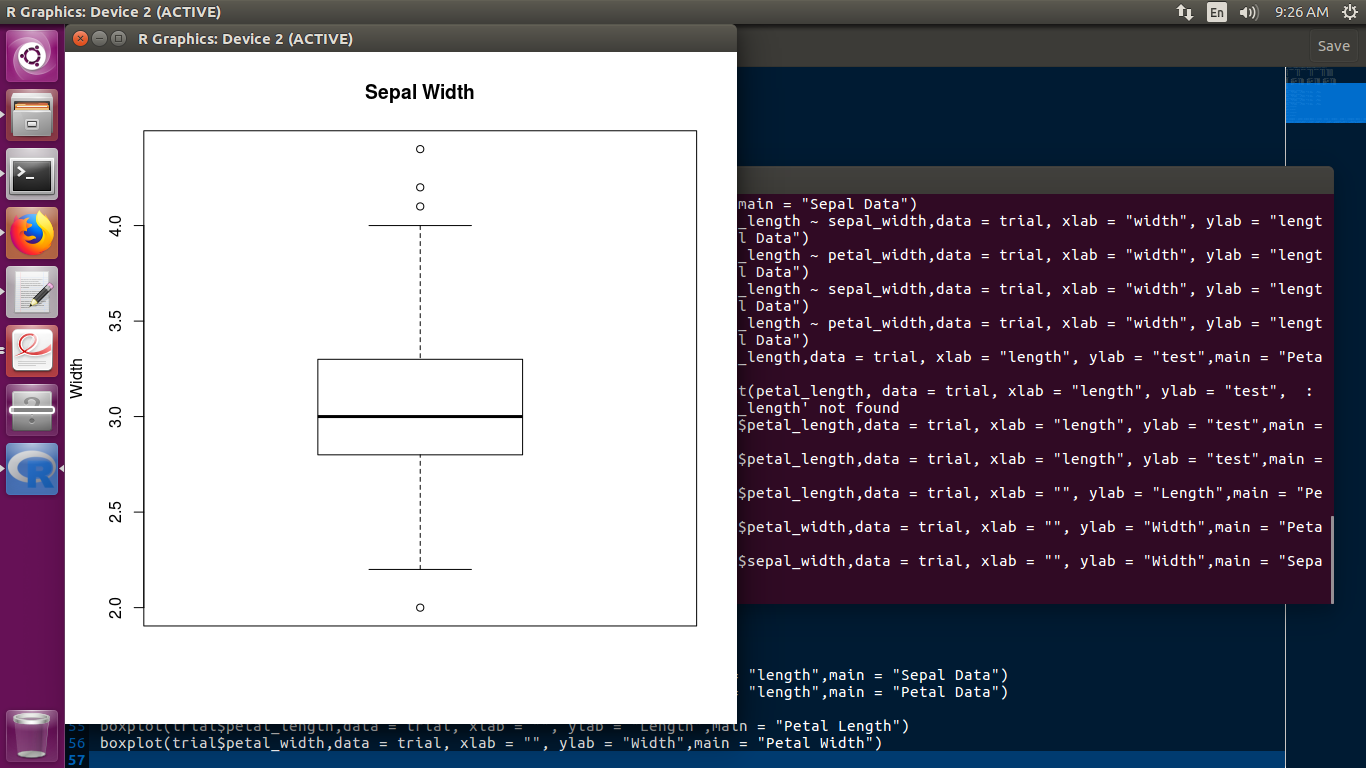 R Graphics: Device 2 (ACTIVE)
En
9:26 AM
R Graphics: Device 2 (ACTIVE)
Save
Sepal Width
Width
4.0
3.5
3.0
2.5
2.0
main = "Sepal Data")
_length ~ sepal_width,data = trial, xlab = "width", ylab = "lengt
l Data")
_length ~ petal_width,data = trial, xlab = "width", ylab = "lengt
l Data")
_length ~ sepal_width,data = trial, xlab = "width", ylab = "lengt
l Data")
_length ~ petal_width,data = trial, xlab = "width", ylab = "lengt
l Data")
_length,data = trial, xlab = "length", ylab = "test",main = "Peta
t(petal_length, data = trial, xlab = "length", ylab = "test",  :
_length' not found
$petal_length,data = trial, xlab = "length", ylab = "test",main =
$petal_length,data = trial, xlab = "length", ylab = "test",main =
$petal_length,data = trial, xlab = "", ylab = "Length",main = "Pe
$petal_width,data = trial, xlab = "", ylab = "Width",main = "Peta
$sepal_width,data = trial, xlab = "", ylab = "Width",main = "Sepa
= "length",main = "Sepal Data")
= "length",main = "Petal Data")
55 boxplot(trial$petal_length,data = trial, xlab = "", ylab = "Length",main = "Petal Length")
56 boxplot(trial$petal_width,data = trial, xlab = "", ylab = "Width",main = "Petal Width")
57